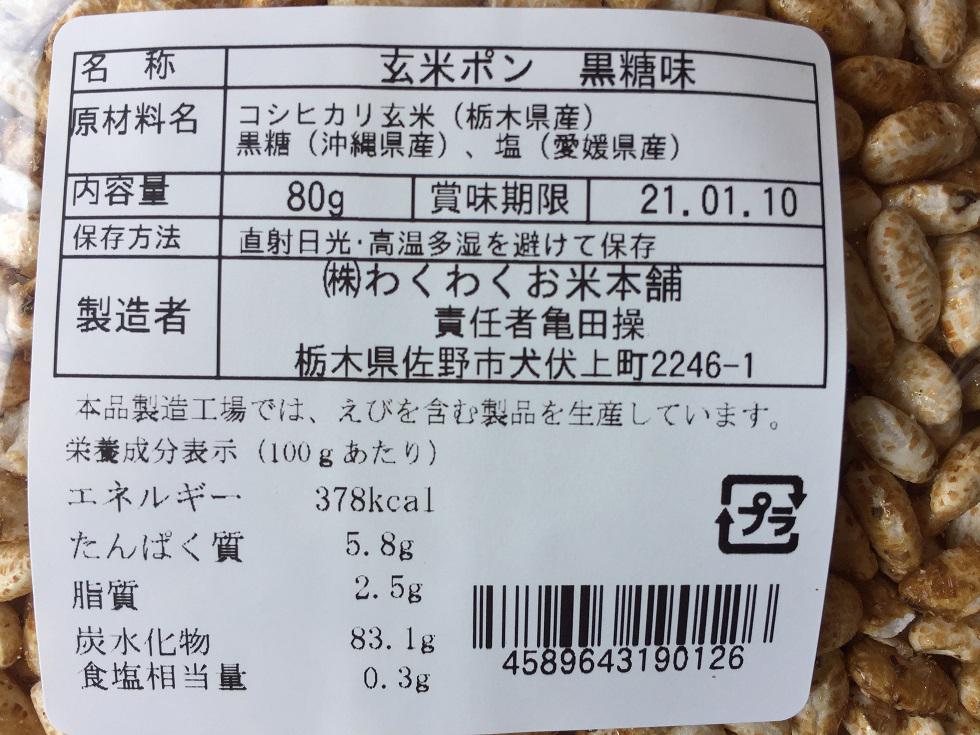 名 称 玄米ポン 黒糖味
原材料名 コシヒカリ玄米（栃木県産）
黒糖（沖縄県産）、塩（愛媛県産）
内容量 80g 賞味期限 21.01.10
保存方法 直射日光・高温多湿を避けて保存
製造者 ㈱わくわくお米本舗
責任者亀田操
栃木県佐野市犬伏上町2246-1
本品製造工場では、えびを含む製品を生産しています。
栄養成分表示（100gあたり）
エネルギー 378kcal
たんぱく質 5.8g
脂質 2.5g
炭水化物 83.1g
食塩相当量 0.3g
プラ
4589643190126